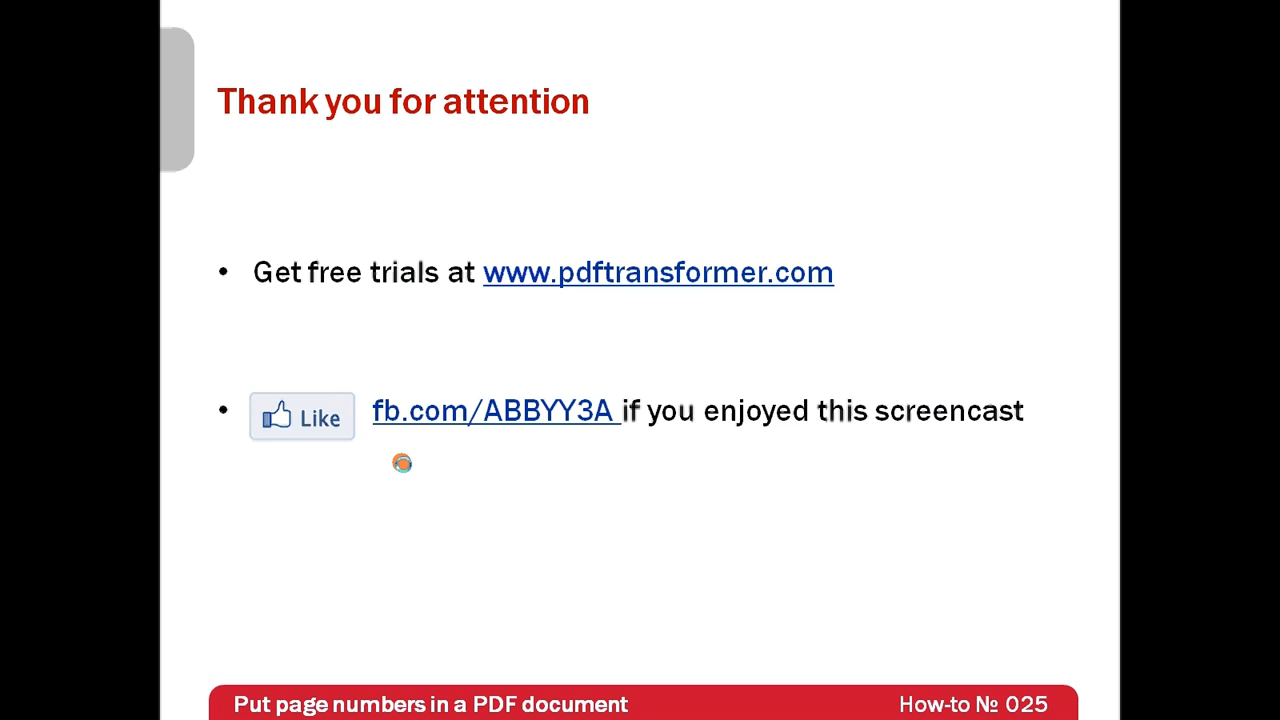 Thank you for attention
• Get free trials at www.pdftransformer.com
• Like fb.com/ABBYY3A if you enjoyed this screencast
Put page numbers in a PDF document How-to № 025